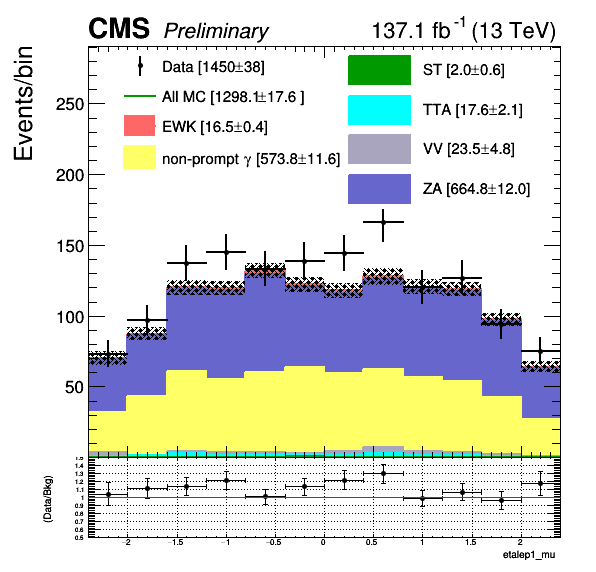 CMS Preliminary 137.1 fb⁻¹ (13 TeV)
Events/bin
Data [1450±38]
All MC [1298.1±17.6 ]
EWK [16.5±0.4]
non-prompt γ [573.8±11.6]
ST [2.0±0.6]
TTA [17.6±2.1]
VV [23.5±4.8]
ZA [664.8±12.0]
250
200
150
100
50
(Data/Bkg)
1.5
1.4
1.3
1.2
1.1
1
0.9
0.8
0.7
0.6
0.5
−2 −1.5 −1 −0.5 0 0.5 1 1.5 2
etalep1_mu